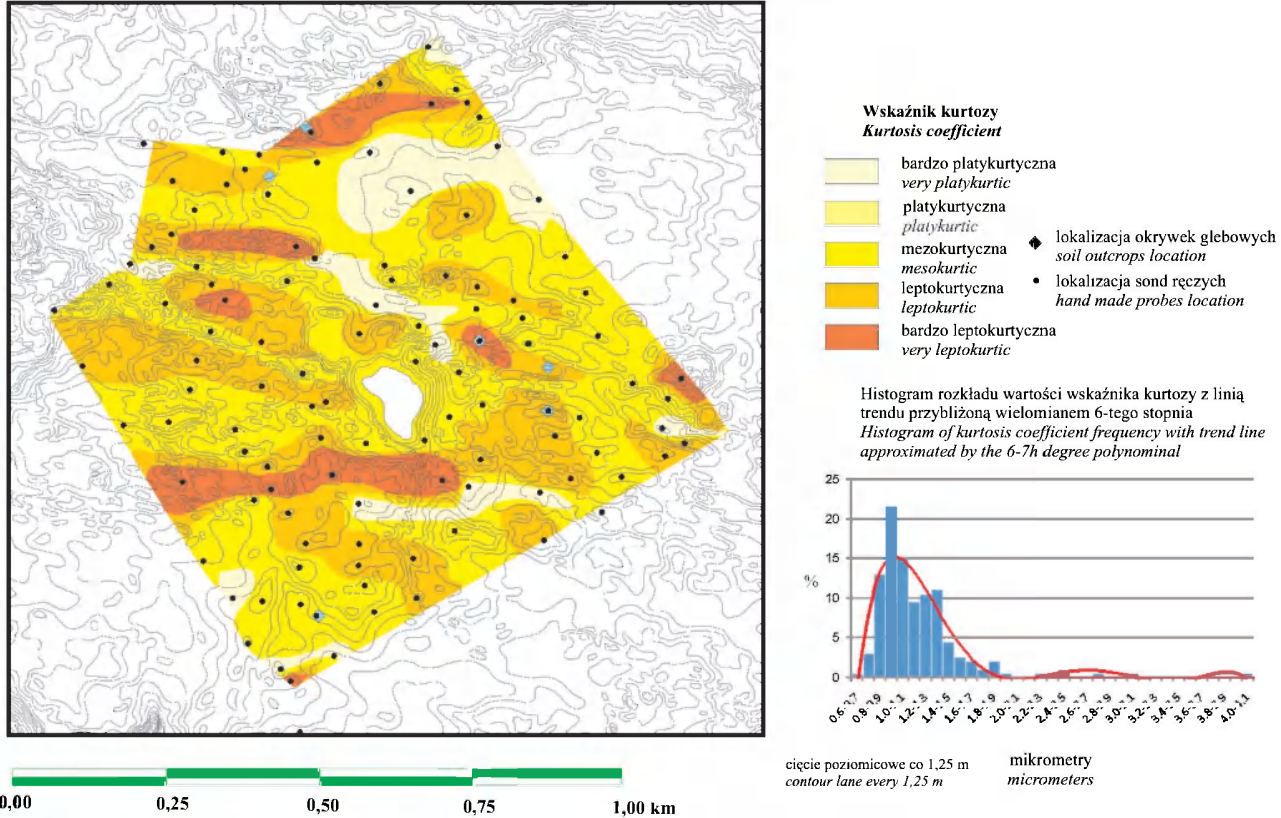 Wskaźnik kurtozy
Kurtosis coefficient
bardzo platykurtyczna
very platykurtic
platykurtyczna
platykurtic
mezokurtyczna
mesokurtic
leptokurtyczna
leptokurtic
bardzo leptokurtyczna
very leptokurtic
lokalizacja okrywek glebowych
soil outcrops location
lokalizacja sond ręczych
hand made probes location
Histogram rozkładu wartości wskaźnika kurtozy z linią
trendu przybliżoną wielomianem 6-tego stopnia
Histogram of kurtosis coefficient frequency with trend line
approximated by the 6-7h degree polynominal
25
20
15
10
5
0
%
cięcie poziomicowe co 1,25 m
contour lane every 1,25 m
mikrometry
micrometers
0,00
0,25
0,50
0,75
1,00 km